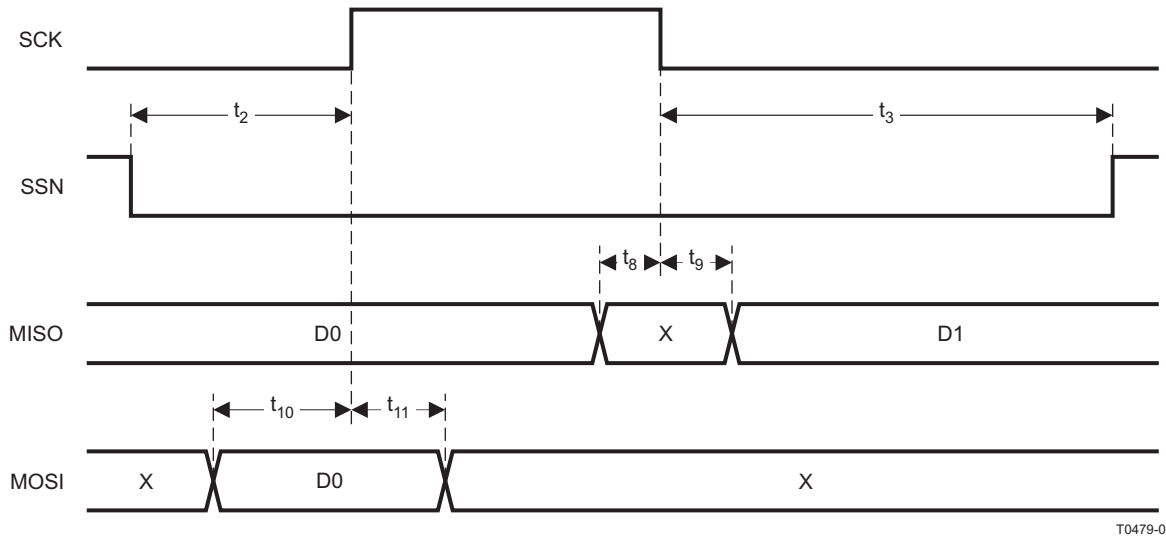 SCK
t2 t3
SSN
t8 t9
MISO D0 X D1
t10 t11
MOSI X D0 X
T0479-0